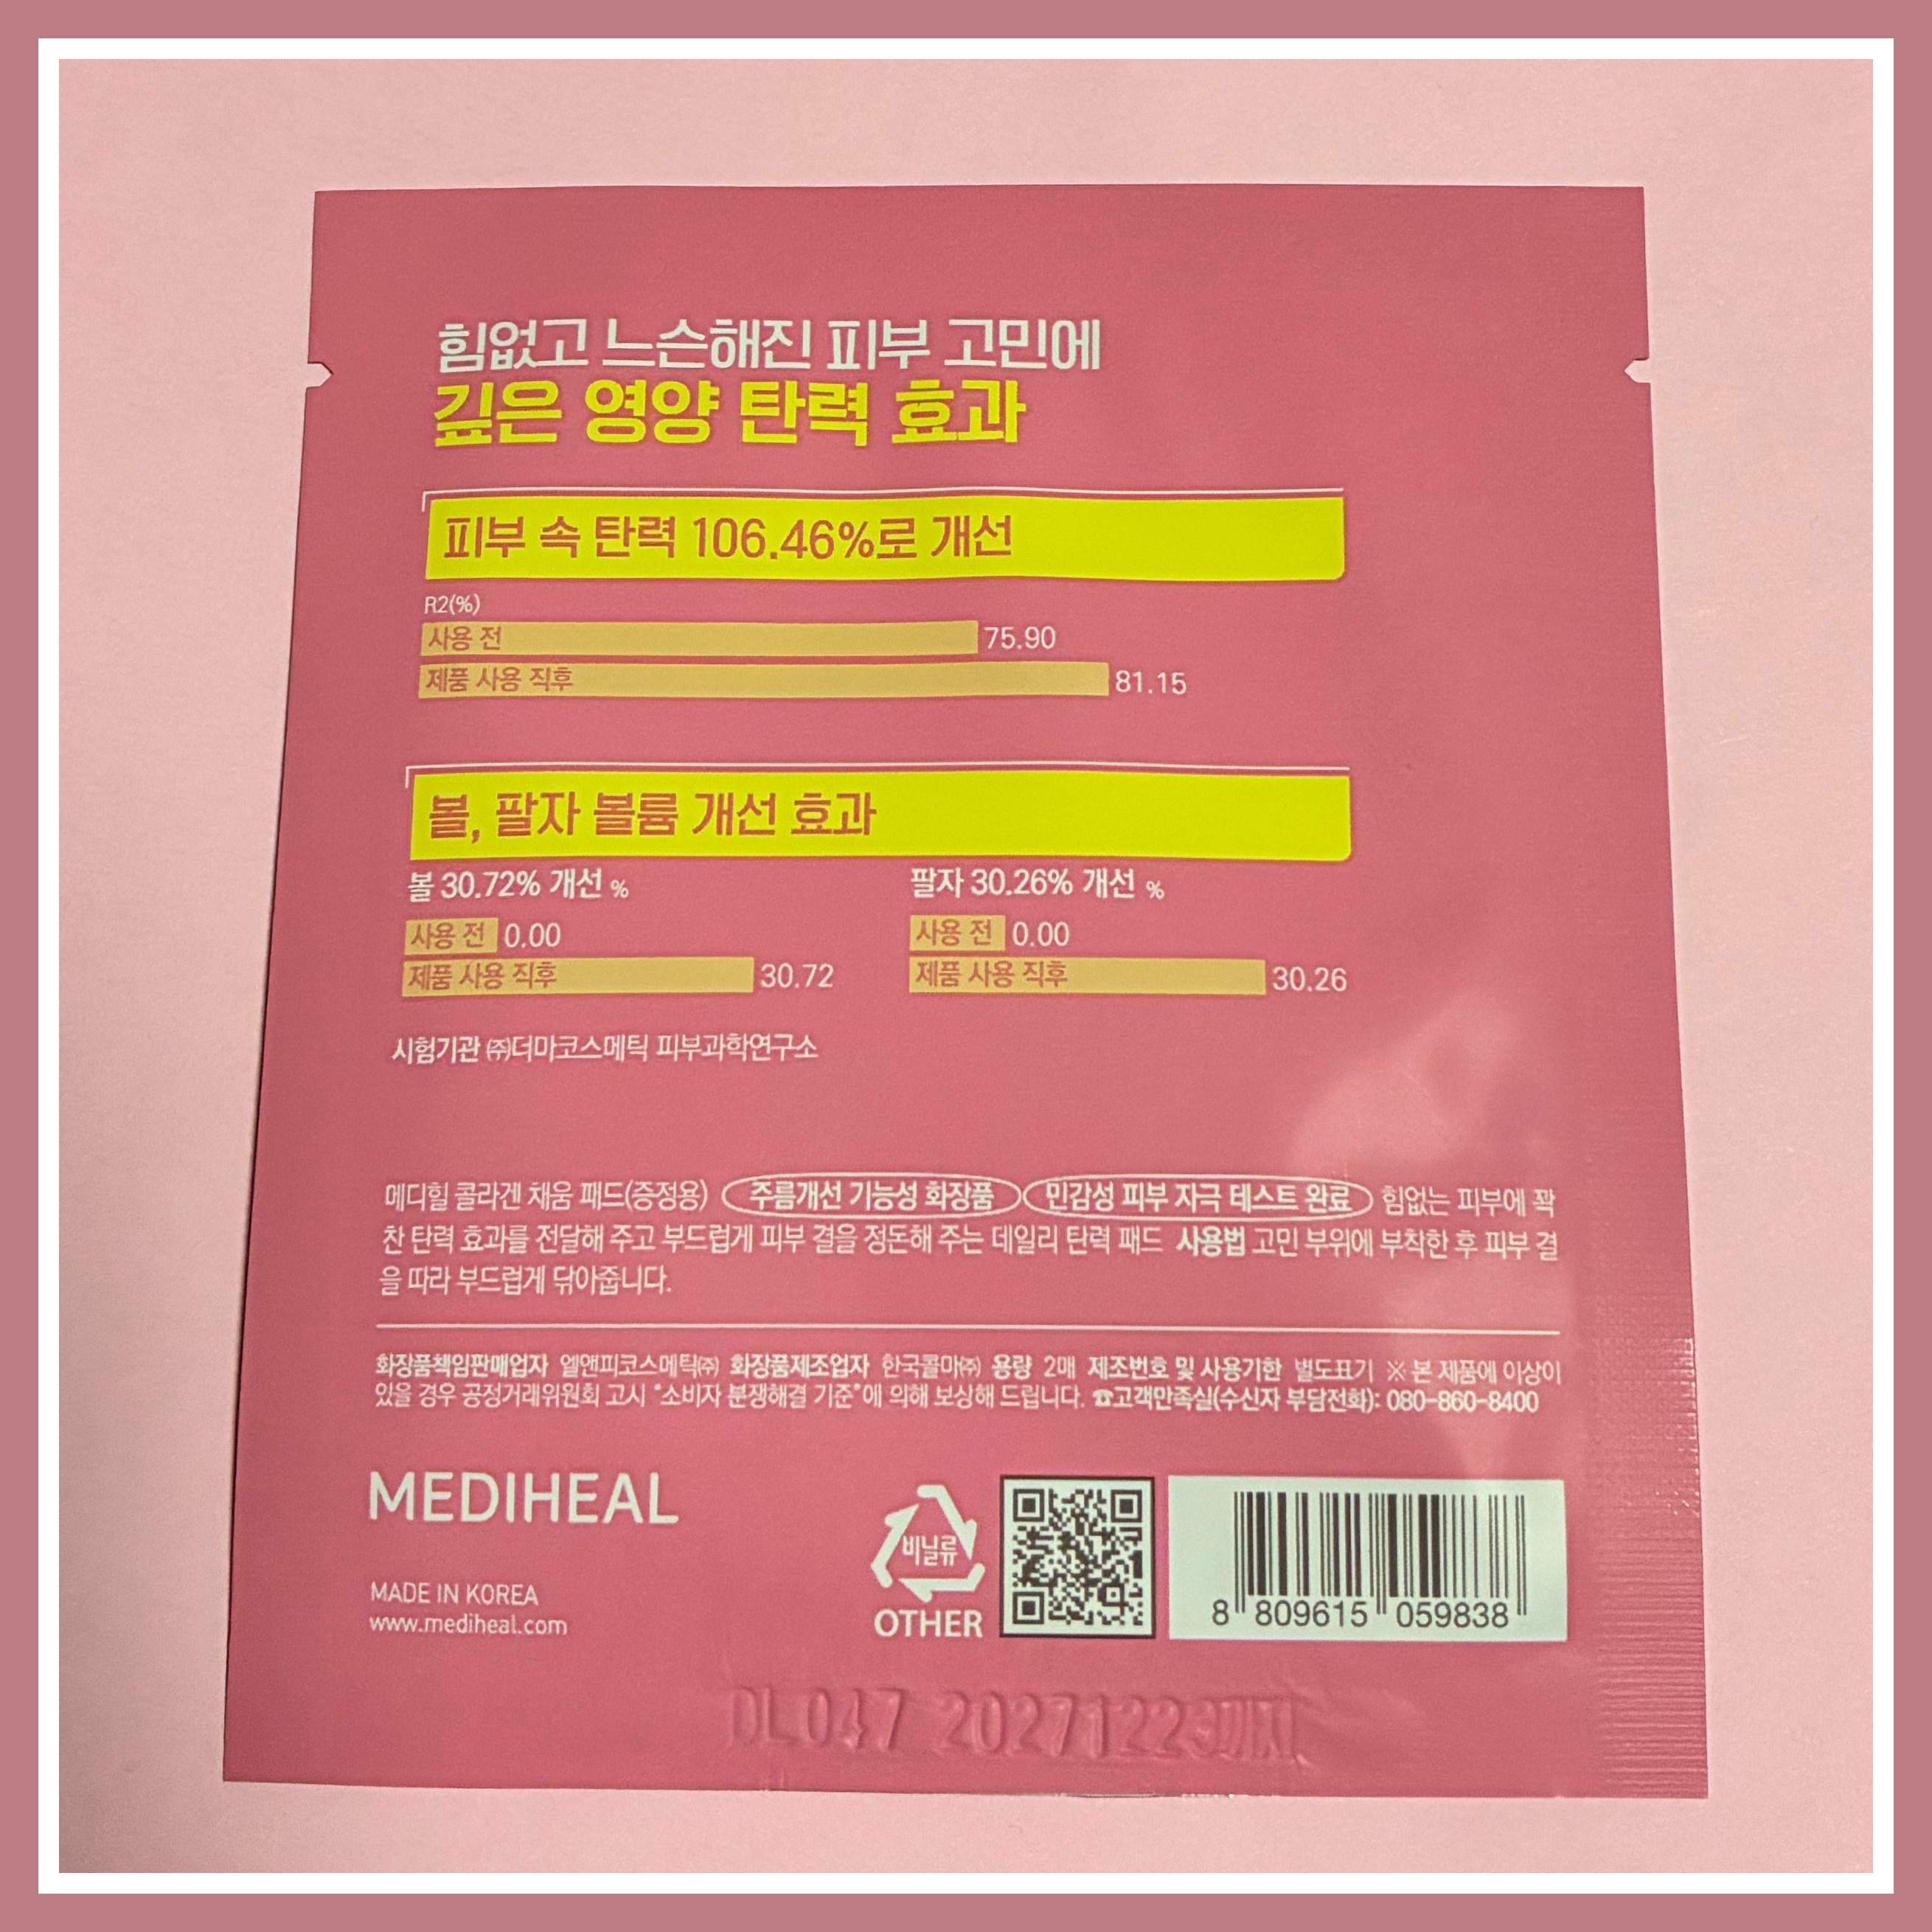 힘없고 느슨해진 피부 고민에
깊은 영양 탄력 효과
피부 속 탄력 106.46%로 개선
R2(%)
사용 전 75.90
제품 사용 직후 81.15
볼, 팔자 볼륨 개선 효과
볼 30.72% 개선 %
사용 전 0.00
제품 사용 직후 30.72
팔자 30.26% 개선 %
사용 전 0.00
제품 사용 직후 30.26
시험기관 ㈜더마코스메틱 피부과학연구소
메디힐 콜라겐 채움 패드(증정용) 주름개선 기능성 화장품 민감성 피부 자극 테스트 완료 힘없는 피부에 꽉
찬 탄력 효과를 전달해 주고 부드럽게 피부 결을 정돈해 주는 데일리 탄력 패드 사용법 고민 부위에 부착한 후 피부 결
을 따라 부드럽게 닦아줍니다.
화장품책임판매업자 엘앤피코스메틱㈜ 화장품제조업자 한국콜마㈜ 용량 2매 제조번호 및 사용기한 별도표기 ※ 본 제품에 이상이
있을 경우 공정거래위원회 고시 "소비자 분쟁해결 기준"에 의해 보상해 드립니다. ☎고객만족실(수신자 부담전화): 080-860-8400
MEDIHEAL
MADE IN KOREA
www.mediheal.com
비닐류
OTHER
8 809615 059838
DL047 20271223까지